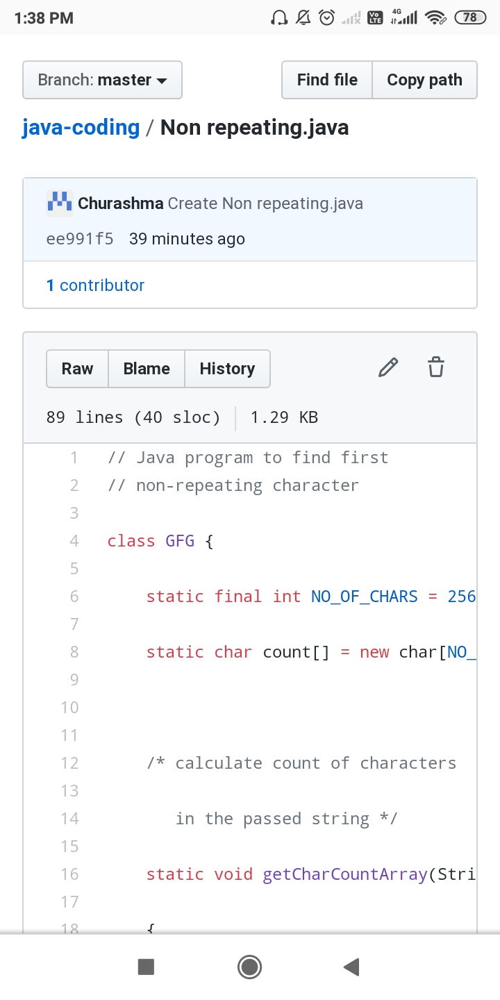 1:38 PM
Vo LTE 4G 78
Branch: master
Find file Copy path
java-coding / Non repeating.java
Churashma Create Non repeating.java
ee991f5 39 minutes ago
1 contributor
Raw Blame History
89 lines (40 sloc) 1.29 KB
1 // Java program to find first
2 // non-repeating character
3
4 class GFG {
5
6 static final int NO_OF_CHARS = 256
7
8 static char count[] = new char[NO_
9
10
11
12 /* calculate count of characters
13
14 in the passed string */
15
16 static void getCharCountArray(Stri
17
18 {